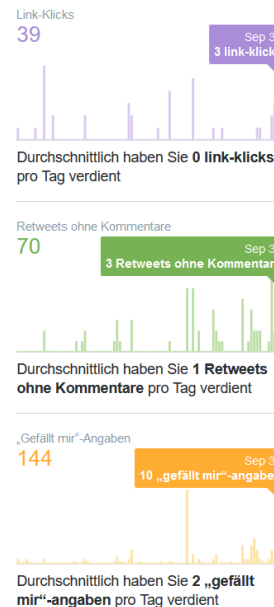 Link-Klicks
39
Sep 3
3 link-klick
Durchschnittlich haben Sie 0 link-klicks
pro Tag verdient
Retweets ohne Kommentare
70
Sep 3
3 Retweets ohne Kommentar
Durchschnittlich haben Sie 1 Retweets
ohne Kommentare pro Tag verdient
„Gefällt mir“-Angaben
144
Sep 3
10 „gefällt mir“-angabe
Durchschnittlich haben Sie 2 „gefällt
mir“-angaben pro Tag verdient